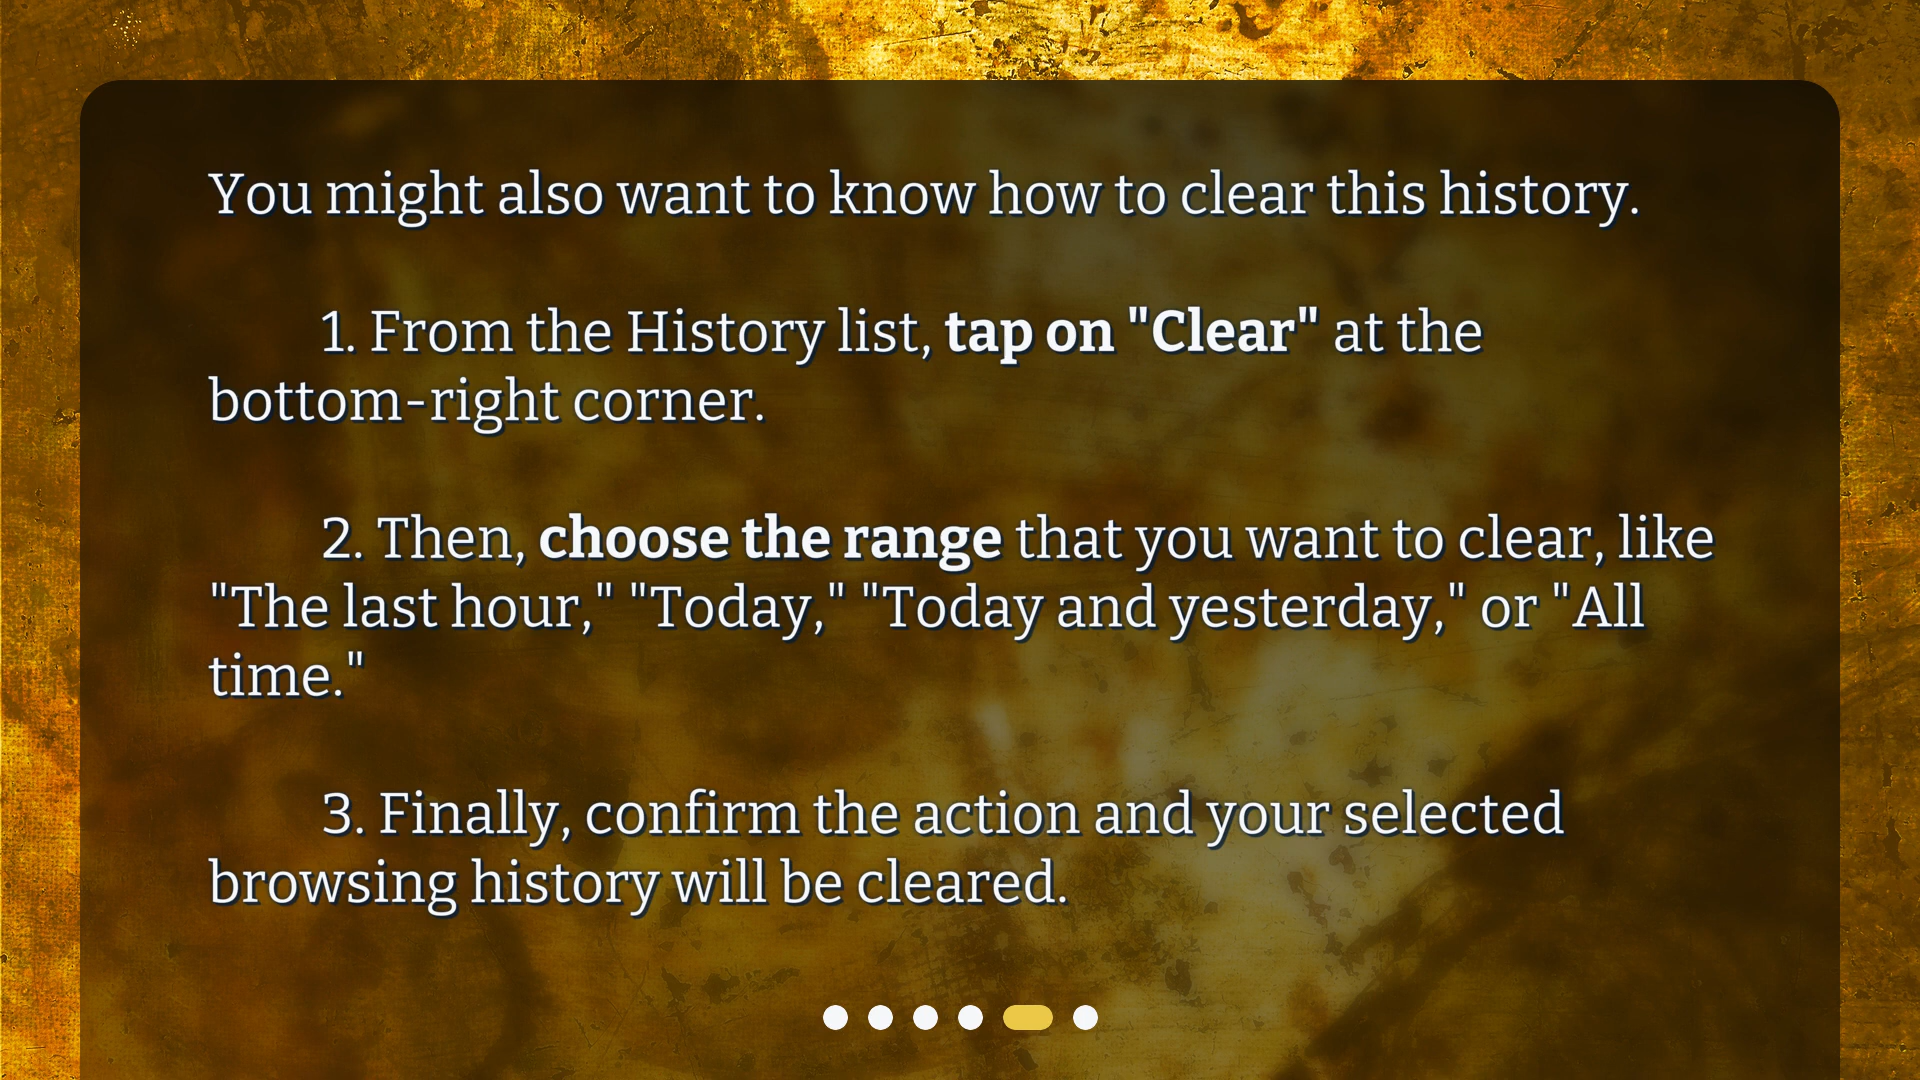 You might also want to know how to clear this history.
1. From the History list, tap on "Clear" at the
bottom-right corner.
2. Then, choose the range that you want to clear, like
"The last hour," "Today," "Today and yesterday," or "All
time."
3. Finally, confirm the action and your selected
browsing history will be cleared.